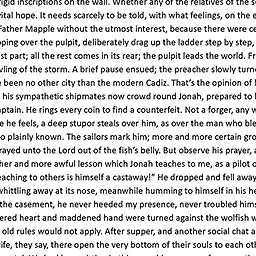 rigid inscriptions on the wall. Whether any of the relatives of the s
vital hope. It needs scarcely to be told, with what feelings, on the e
Father Mapple without the utmost interest, because there were ce
pping over the pulpit, deliberately drag up the ladder step by step,
st part; all the rest comes in its rear; the pulpit leads the world. Fr
wling of the storm. A brief pause ensued; the preacher slowly turne
e been no other city than the modern Cadiz. That's the opinion of l
his sympathetic shipmates now crowd round Jonah, prepared to l
aptain. He rings every coin to find a counterfeit. Not a forger, any w
e he feels, a deep stupor steals over him, as over the man who ble
o plainly known. The sailors mark him; more and more certain gro
rayed unto the Lord out of the fish's belly. But observe his prayer, a
her and more awful lesson which Jonah teaches to me, as a pilot o
eaching to others is himself a castaway!" He dropped and fell away
whittling away at its nose, meanwhile humming to himself in his he
the casement, he never heeded my presence, never troubled hims
ered heart and maddened hand were turned against the wolfish w
old rules would not apply. After supper, and another social chat a
ife, they say, there open the very bottom of their souls to each othe